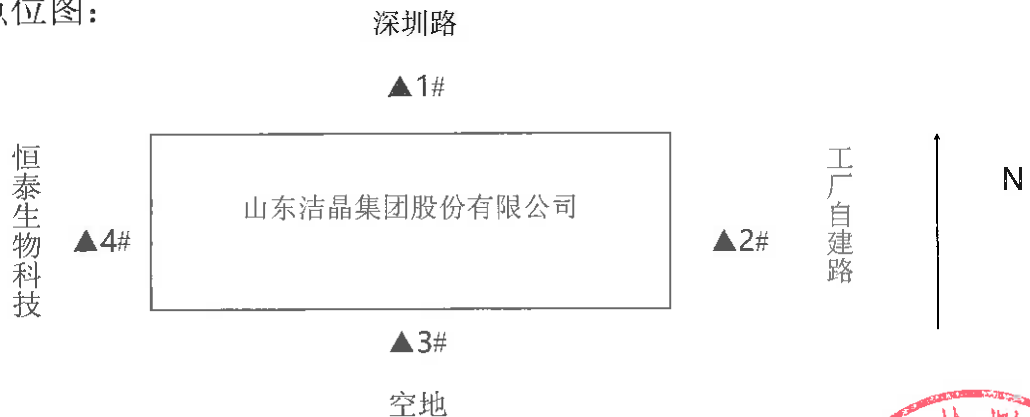 位图：
深圳路
▲1#
恒泰生物科技
山东洁晶集团股份有限公司
▲4#
▲2#
工厂自建路
N
▲3#
空地